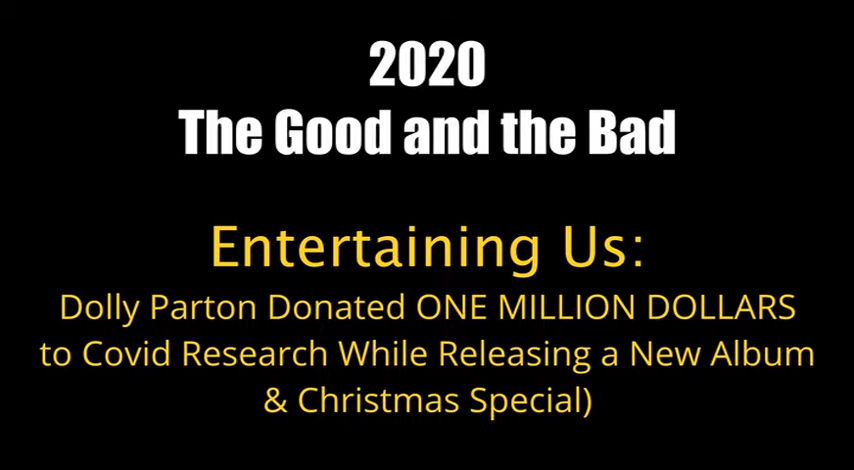 2020
The Good and the Bad
Entertaining Us:
Dolly Parton Donated ONE MILLION DOLLARS
to Covid Research While Releasing a New Album
& Christmas Special)